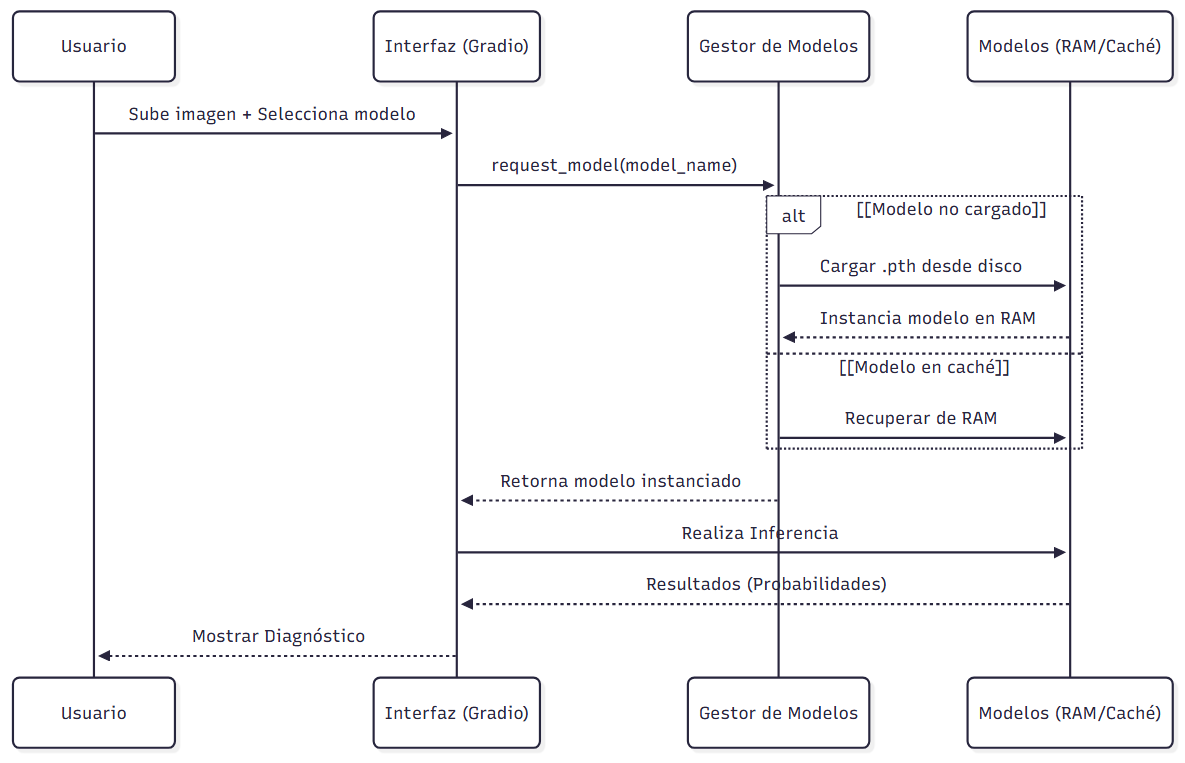 Usuario
Interfaz (Gradio)
Gestor de Modelos
Modelos (RAM/Caché)
Sube imagen + Selecciona modelo
request_model(model_name)
alt
[[Modelo no cargado]]
Cargar .pth desde disco
Instancia modelo en RAM
[[Modelo en caché]]
Recuperar de RAM
Retorna modelo instanciado
Realiza Inferencia
Resultados (Probabilidades)
Mostrar Diagnóstico
Usuario
Interfaz (Gradio)
Gestor de Modelos
Modelos (RAM/Caché)